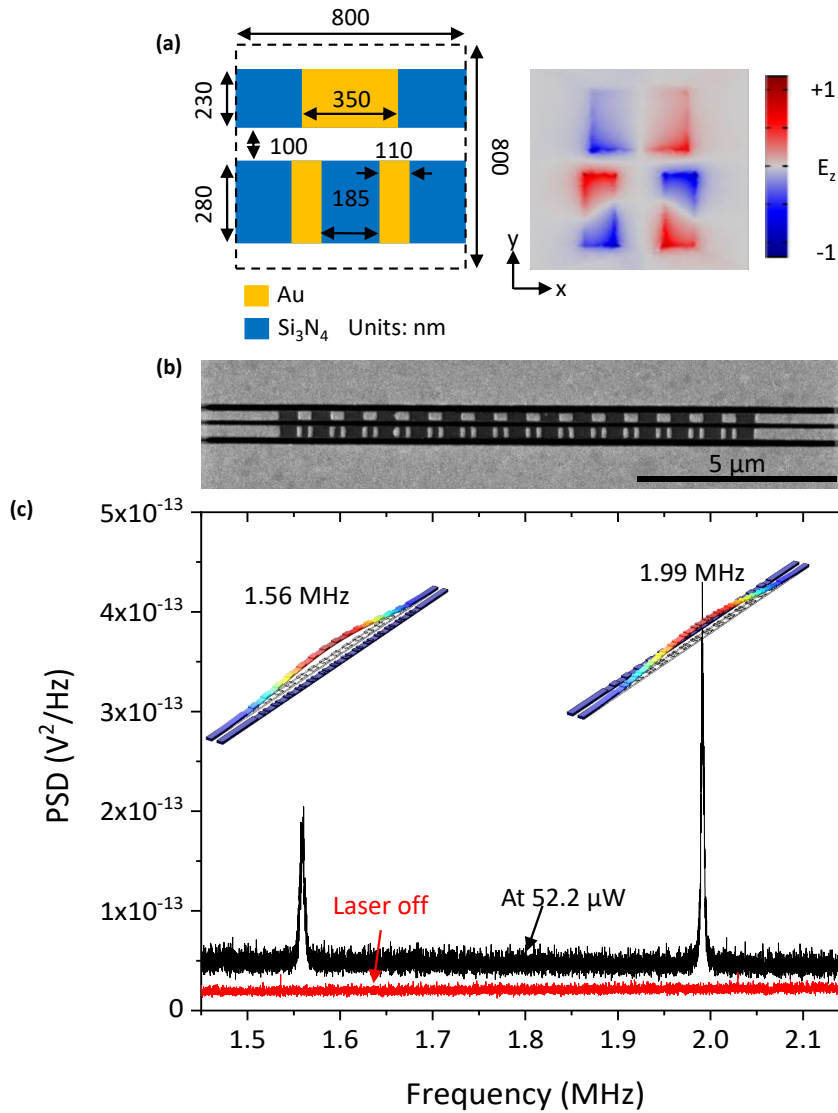 (a)
800
230
350
100
110
800
280
185
y
x
+1
E_z
-1
Au
Si₃N₄ Units: nm
(b)
5 μm
(c)
5x10⁻¹³
4x10⁻¹³
3x10⁻¹³
2x10⁻¹³
1x10⁻¹³
0
PSD (V²/Hz)
1.56 MHz
1.99 MHz
Laser off
At 52.2 μW
1.5 1.6 1.7 1.8 1.9 2.0 2.1
Frequency (MHz)